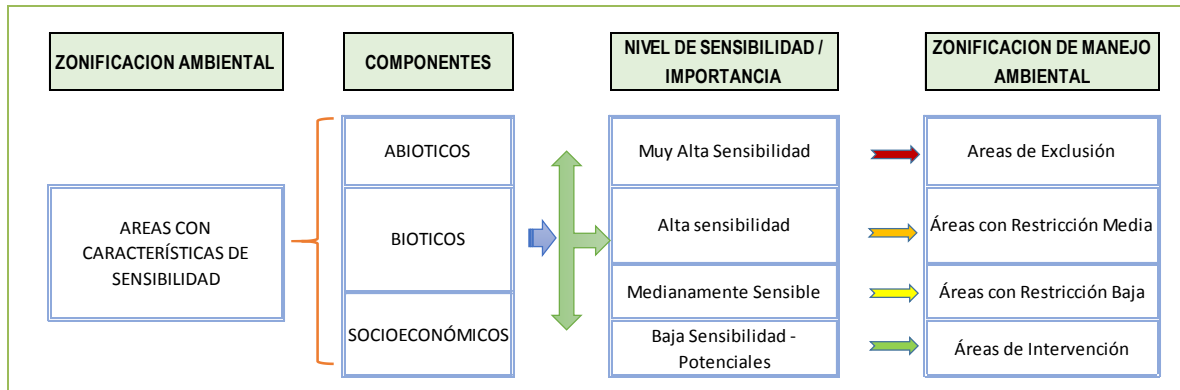 ZONIFICACION AMBIENTAL
COMPONENTES
NIVEL DE SENSIBILIDAD /
IMPORTANCIA
ZONIFICACION DE MANEJO
AMBIENTAL
AREAS CON
CARACTERÍSTICAS DE
SENSIBILIDAD
ABIOTICOS
BIOTICOS
SOCIOECONÓMICOS
Muy Alta Sensibilidad
Alta sensibilidad
Medianamente Sensible
Baja Sensibilidad -
Potenciales
Areas de Exclusión
Áreas con Restricción Media
Áreas con Restricción Baja
Áreas de Intervención